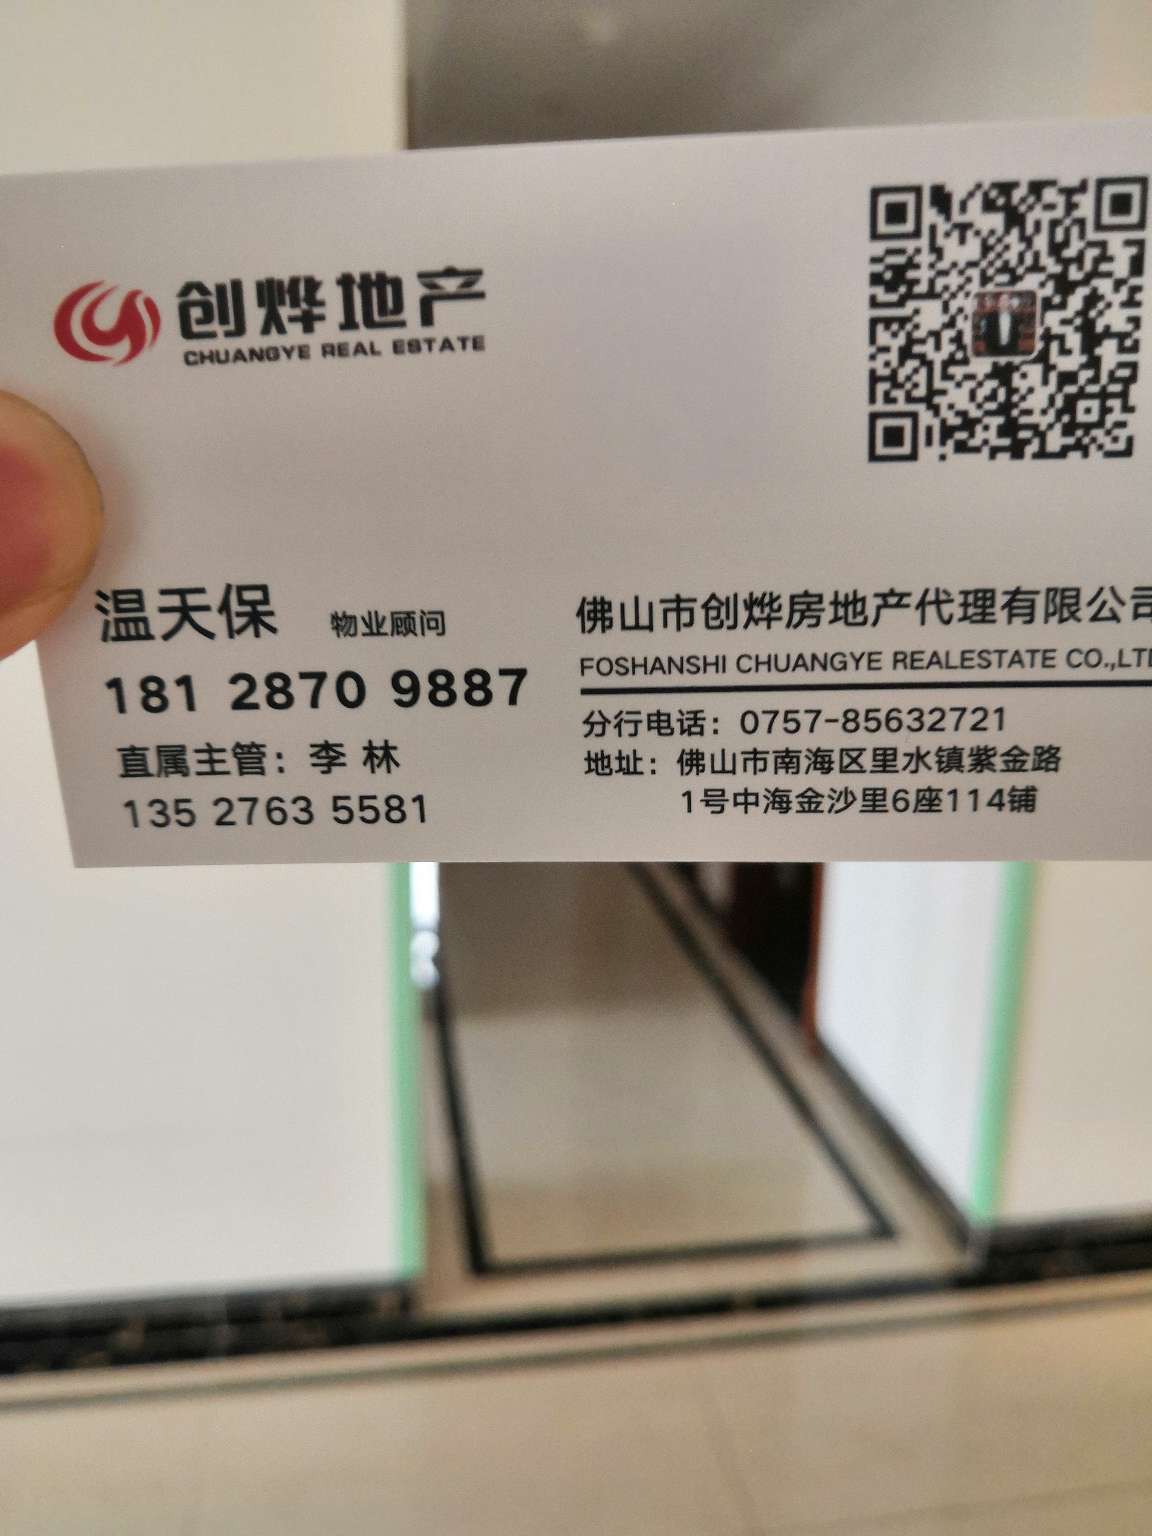 创烨地产
CHUANGYE REAL ESTATE
温天保 物业顾问
181 2870 9887
直属主管：李 林
135 2763 5581
佛山市创烨房地产代理有限公司
FOSHANSHI CHUANGYE REALESTATE CO.,LTD
分行电话：0757-85632721
地址：佛山市南海区里水镇紫金路
1号中海金沙里6座114铺